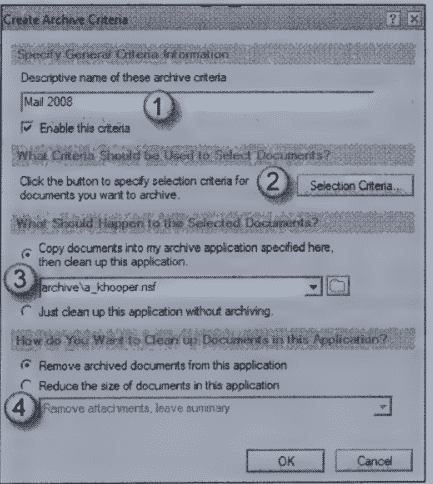 Create Archive Criteria
Specify General Criteria Information
Descriptive name of these archive criteria
Mail 2008
1
Enable this criteria
What Criteria Should be Used to Select Documents?
Click the button to specify selection criteria for
documents you want to archive.
2
Selection Criteria...
What Should Happen to the Selected Documents?
Copy documents into my archive application specified here,
then clean up this application.
3
archive\a_khooper.nsf
Just clean up this application without archiving.
How do You Want to Clean up Documents in this Application?
Remove archived documents from this application
Reduce the size of documents in this application
4
Remove attachments, leave summary
OK
Cancel